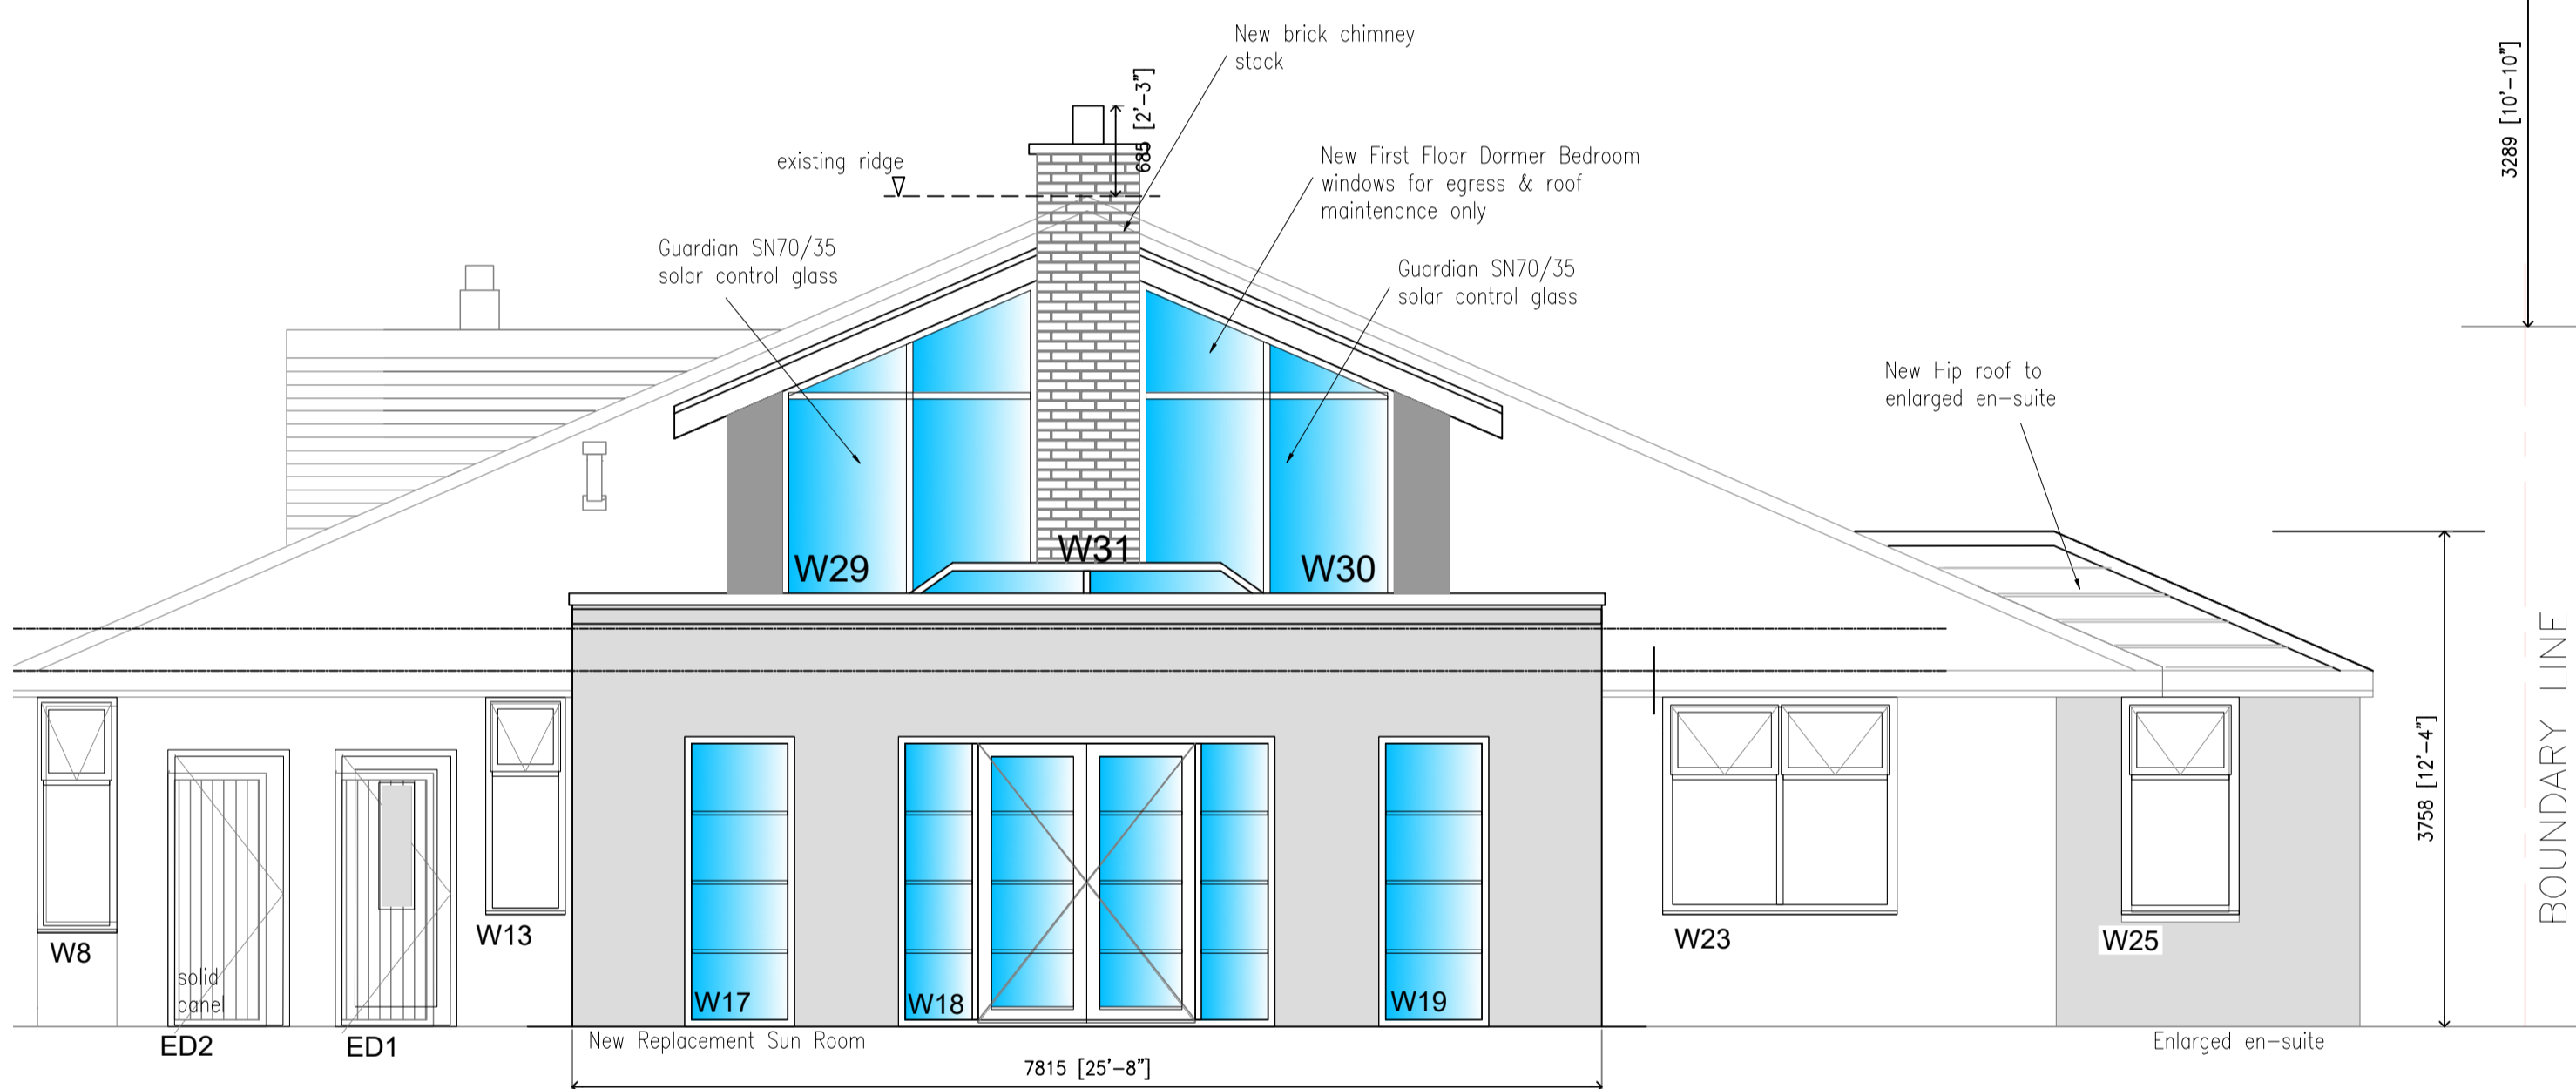 New brick chimney
stack
685 [2'-3"]
3289 [10'-10"]
existing ridge
New First Floor Dormer Bedroom
windows for egress & roof
maintenance only
Guardian SN70/35
solar control glass
Guardian SN70/35
solar control glass
New Hip roof to
enlarged en-suite
W29
W31
W30
BOUNDARY LINE
3758 [12'-4"]
W8
W13
W23
W25
solid
panel
W17
W18
W19
ED2
ED1
New Replacement Sun Room
Enlarged en-suite
7815 [25'-8"]